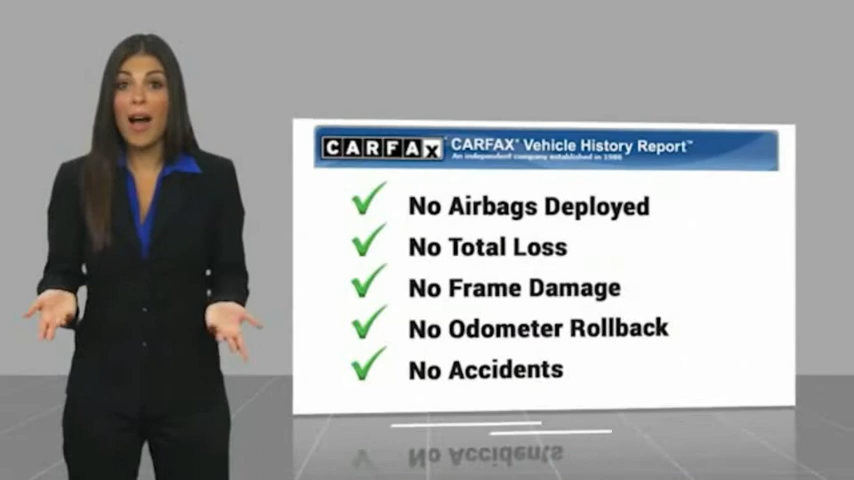 CARFAX CARFAX® Vehicle History Report™
An independent company established in 1986
No Airbags Deployed
No Total Loss
No Frame Damage
No Odometer Rollback
No Accidents
No Accidents